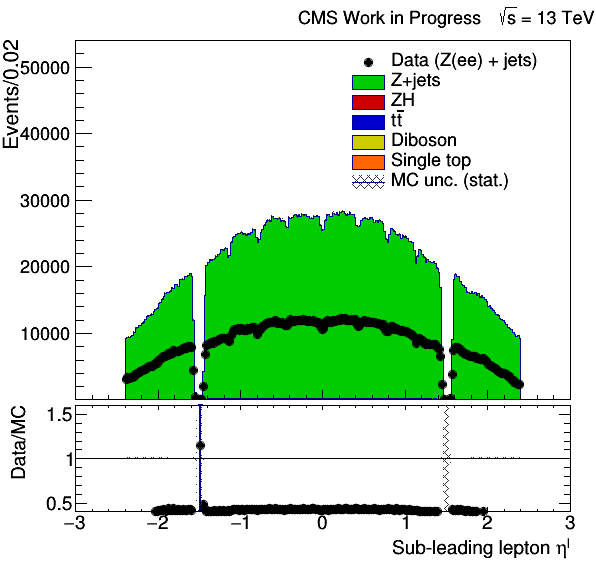 CMS Work in Progress √s = 13 TeV
Events/0.02
50000
40000
30000
20000
10000
Data (Z(ee) + jets)
Z+jets
ZH
tt̅
Diboson
Single top
MC unc. (stat.)
Data/MC
1.5
1
0.5
−3 −2 −1 0 1 2 3
Sub-leading lepton ηˡ